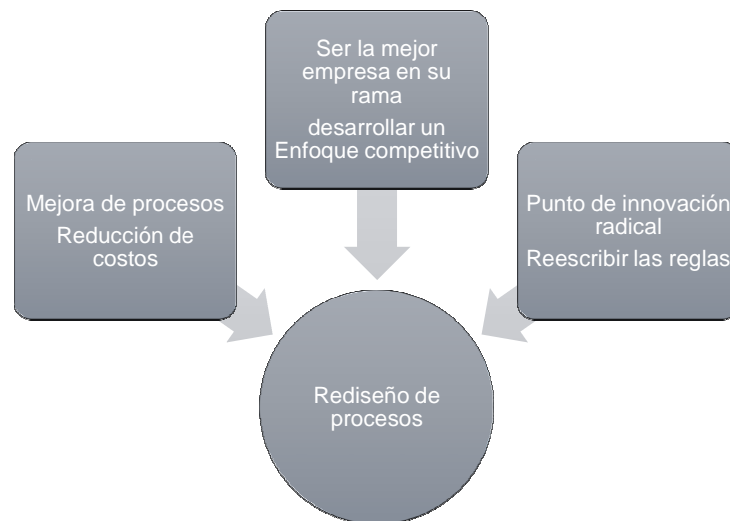 Ser la mejor
empresa en su
rama
desarrollar un
Enfoque competitivo
Mejora de procesos
Reducción de
costos
Punto de innovación
radical
Reescribir las reglas
Rediseño de
procesos